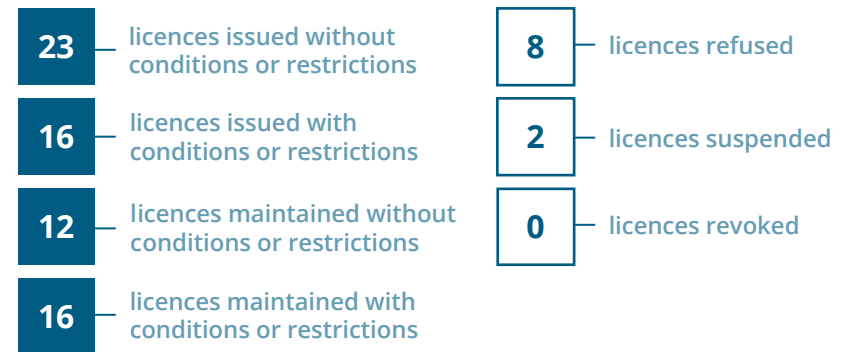 23
licences issued without
conditions or restrictions
16
licences issued with
conditions or restrictions
12
licences maintained without
conditions or restrictions
16
licences maintained with
conditions or restrictions
8
licences refused
2
licences suspended
0
licences revoked